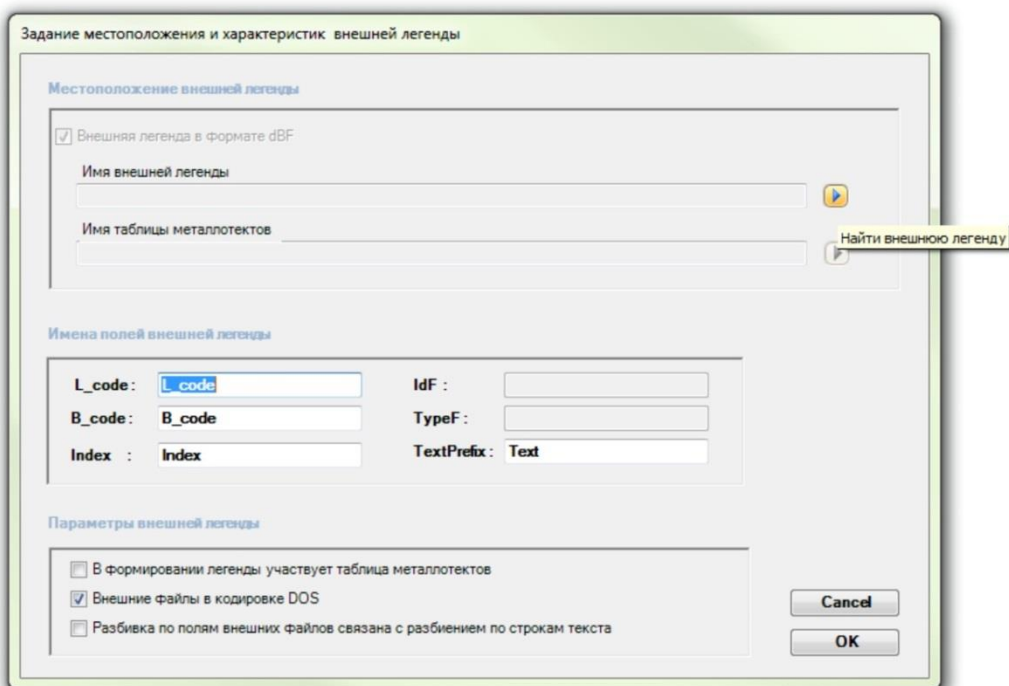 Задание местоположения и характеристик внешней легенды
Местоположение внешней легенды
Внешняя легенда в формате dBF
Имя внешней легенды
Имя таблицы металлотектов
Найти внешнюю легенду
Имена полей внешней легенды
L_code : L_code IdF :
B_code : B_code TypeF :
Index : Index TextPrefix : Text
Параметры внешней легенды
В формировании легенды участвует таблица металлотектов
Внешние файлы в кодировке DOS
Разбивка по полям внешних файлов связана с разбиением по строкам текста
Cancel
OK